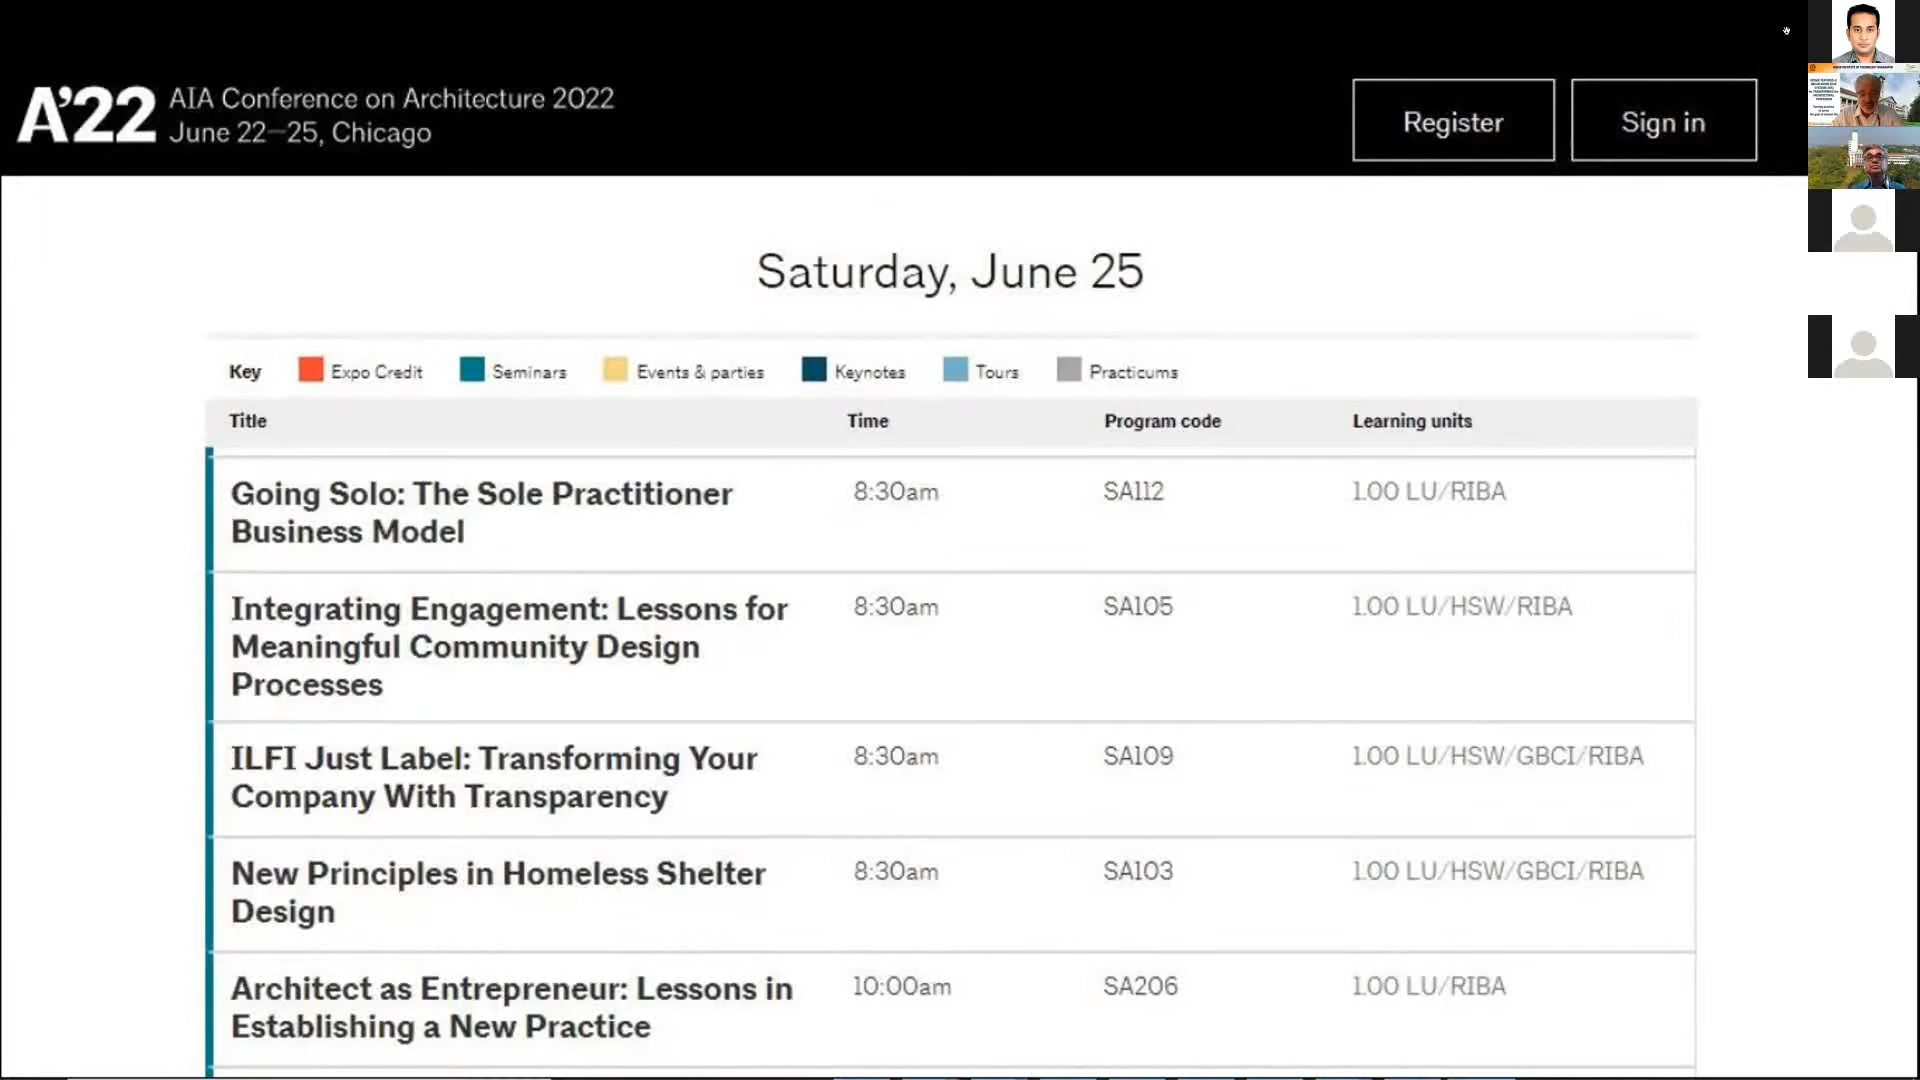 A'22
AIA Conference on Architecture 2022
June 22–25, Chicago
Register
Sign in
Saturday, June 25
Key
Expo Credit
Seminars
Events & parties
Keynotes
Tours
Practicums
Title
Time
Program code
Learning units
Going Solo: The Sole Practitioner
Business Model
8:30am
SA112
1.00 LU/RIBA
Integrating Engagement: Lessons for
Meaningful Community Design
Processes
8:30am
SA105
1.00 LU/HSW/RIBA
ILFI Just Label: Transforming Your
Company With Transparency
8:30am
SA109
1.00 LU/HSW/GBCI/RIBA
New Principles in Homeless Shelter
Design
8:30am
SA103
1.00 LU/HSW/GBCI/RIBA
Architect as Entrepreneur: Lessons in
Establishing a New Practice
10:00am
SA206
1.00 LU/RIBA